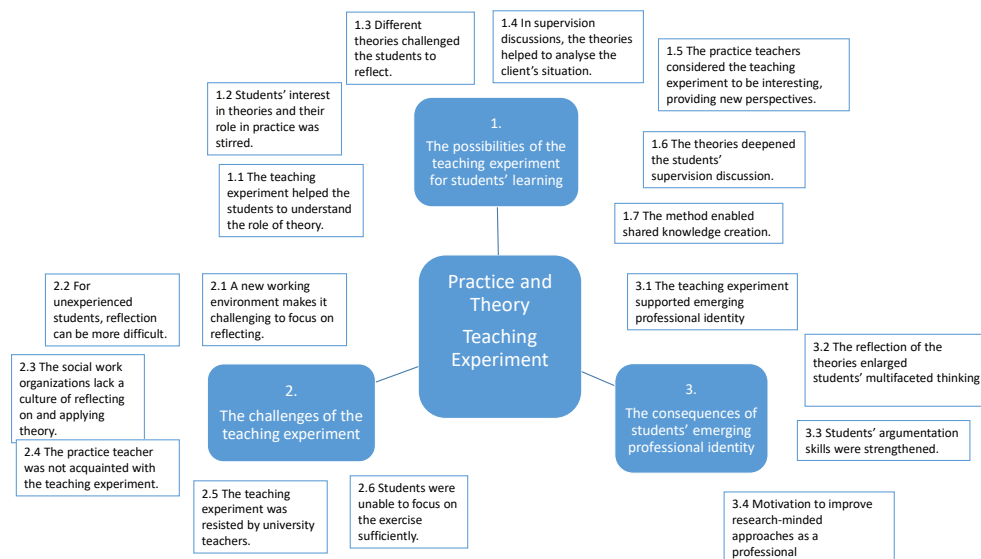 1.3 Different
theories challenged
the students to
reflect.
1.4 In supervision
discussions, the theories
helped to analyse the
client's situation.
1.5 The practice teachers
considered the teaching
experiment to be interesting,
providing new perspectives.
1.2 Students' interest
in theories and their
role in practice was
stirred.
1.
The possibilities of the
teaching experiment
for students' learning
1.6 The theories deepened
the students'
supervision discussion.
1.1 The teaching
experiment helped the
students to understand
the role of theory.
1.7 The method enabled
shared knowledge creation.
Practice and
Theory
Teaching
Experiment
2.2 For
unexperienced
students, reflection
can be more difficult.
2.1 A new working
environment makes it
challenging to focus on
reflecting.
3.1 The teaching experiment
supported emerging
professional identity
2.3 The social work
organizations lack a
culture of reflecting
on and applying
theory.
2.
The challenges of the
teaching experiment
3.
The consequences of
students' emerging
professional identity
3.2 The reflection of the
theories enlarged
students' multifaceted thinking
2.4 The practice teacher
was not acquainted with
the teaching experiment.
3.3 Students' argumentation
skills were strengthened.
2.5 The teaching
experiment was
resisted by university
teachers.
2.6 Students were
unable to focus on
the exercise
sufficiently.
3.4 Motivation to improve
research-minded
approaches as a
professional